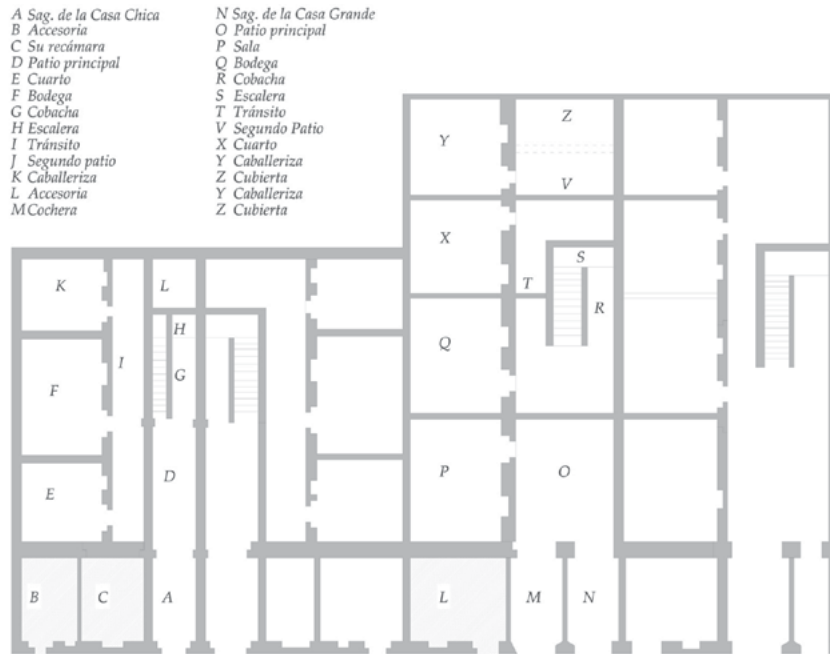 A Sag. de la Casa Chica
B Accesoria
C Su recámara
D Patio principal
E Cuarto
F Bodega
G Cobacha
H Escalera
I Tránsito
J Segundo patio
K Caballeriza
L Accesoria
M Cochera
N Sag. de la Casa Grande
O Patio principal
P Sala
Q Bodega
R Cobacha
S Escalera
T Tránsito
V Segundo Patio
X Cuarto
Y Caballeriza
Z Cubierta
Y Caballeriza
Z Cubierta
Z
Y
V
X
S
T
R
K
L
H
I
G
Q
F
D
P
O
E
B
C
A
L
M
N